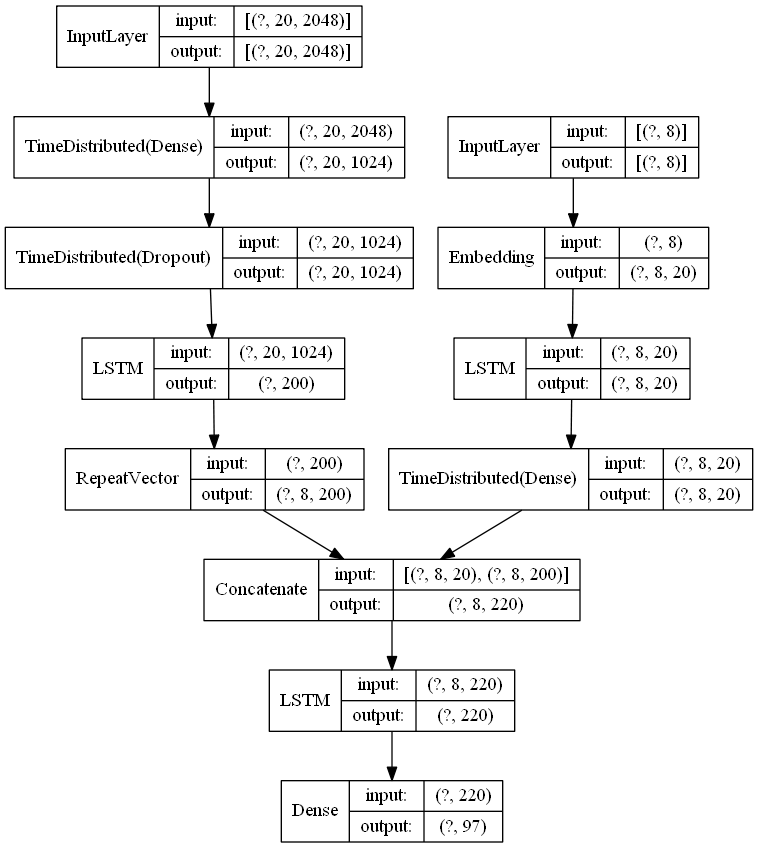 InputLayer
input: [(?, 20, 2048)]
output: [(?, 20, 2048)]
TimeDistributed(Dense)
input: (?, 20, 2048)
output: (?, 20, 1024)
InputLayer
input: [(?, 8)]
output: [(?, 8)]
TimeDistributed(Dropout)
input: (?, 20, 1024)
output: (?, 20, 1024)
Embedding
input: (?, 8)
output: (?, 8, 20)
LSTM
input: (?, 20, 1024)
output: (?, 200)
LSTM
input: (?, 8, 20)
output: (?, 8, 20)
RepeatVector
input: (?, 200)
output: (?, 8, 200)
TimeDistributed(Dense)
input: (?, 8, 20)
output: (?, 8, 20)
Concatenate
input: [(?, 8, 20), (?, 8, 200)]
output: (?, 8, 220)
LSTM
input: (?, 8, 220)
output: (?, 220)
Dense
input: (?, 220)
output: (?, 97)